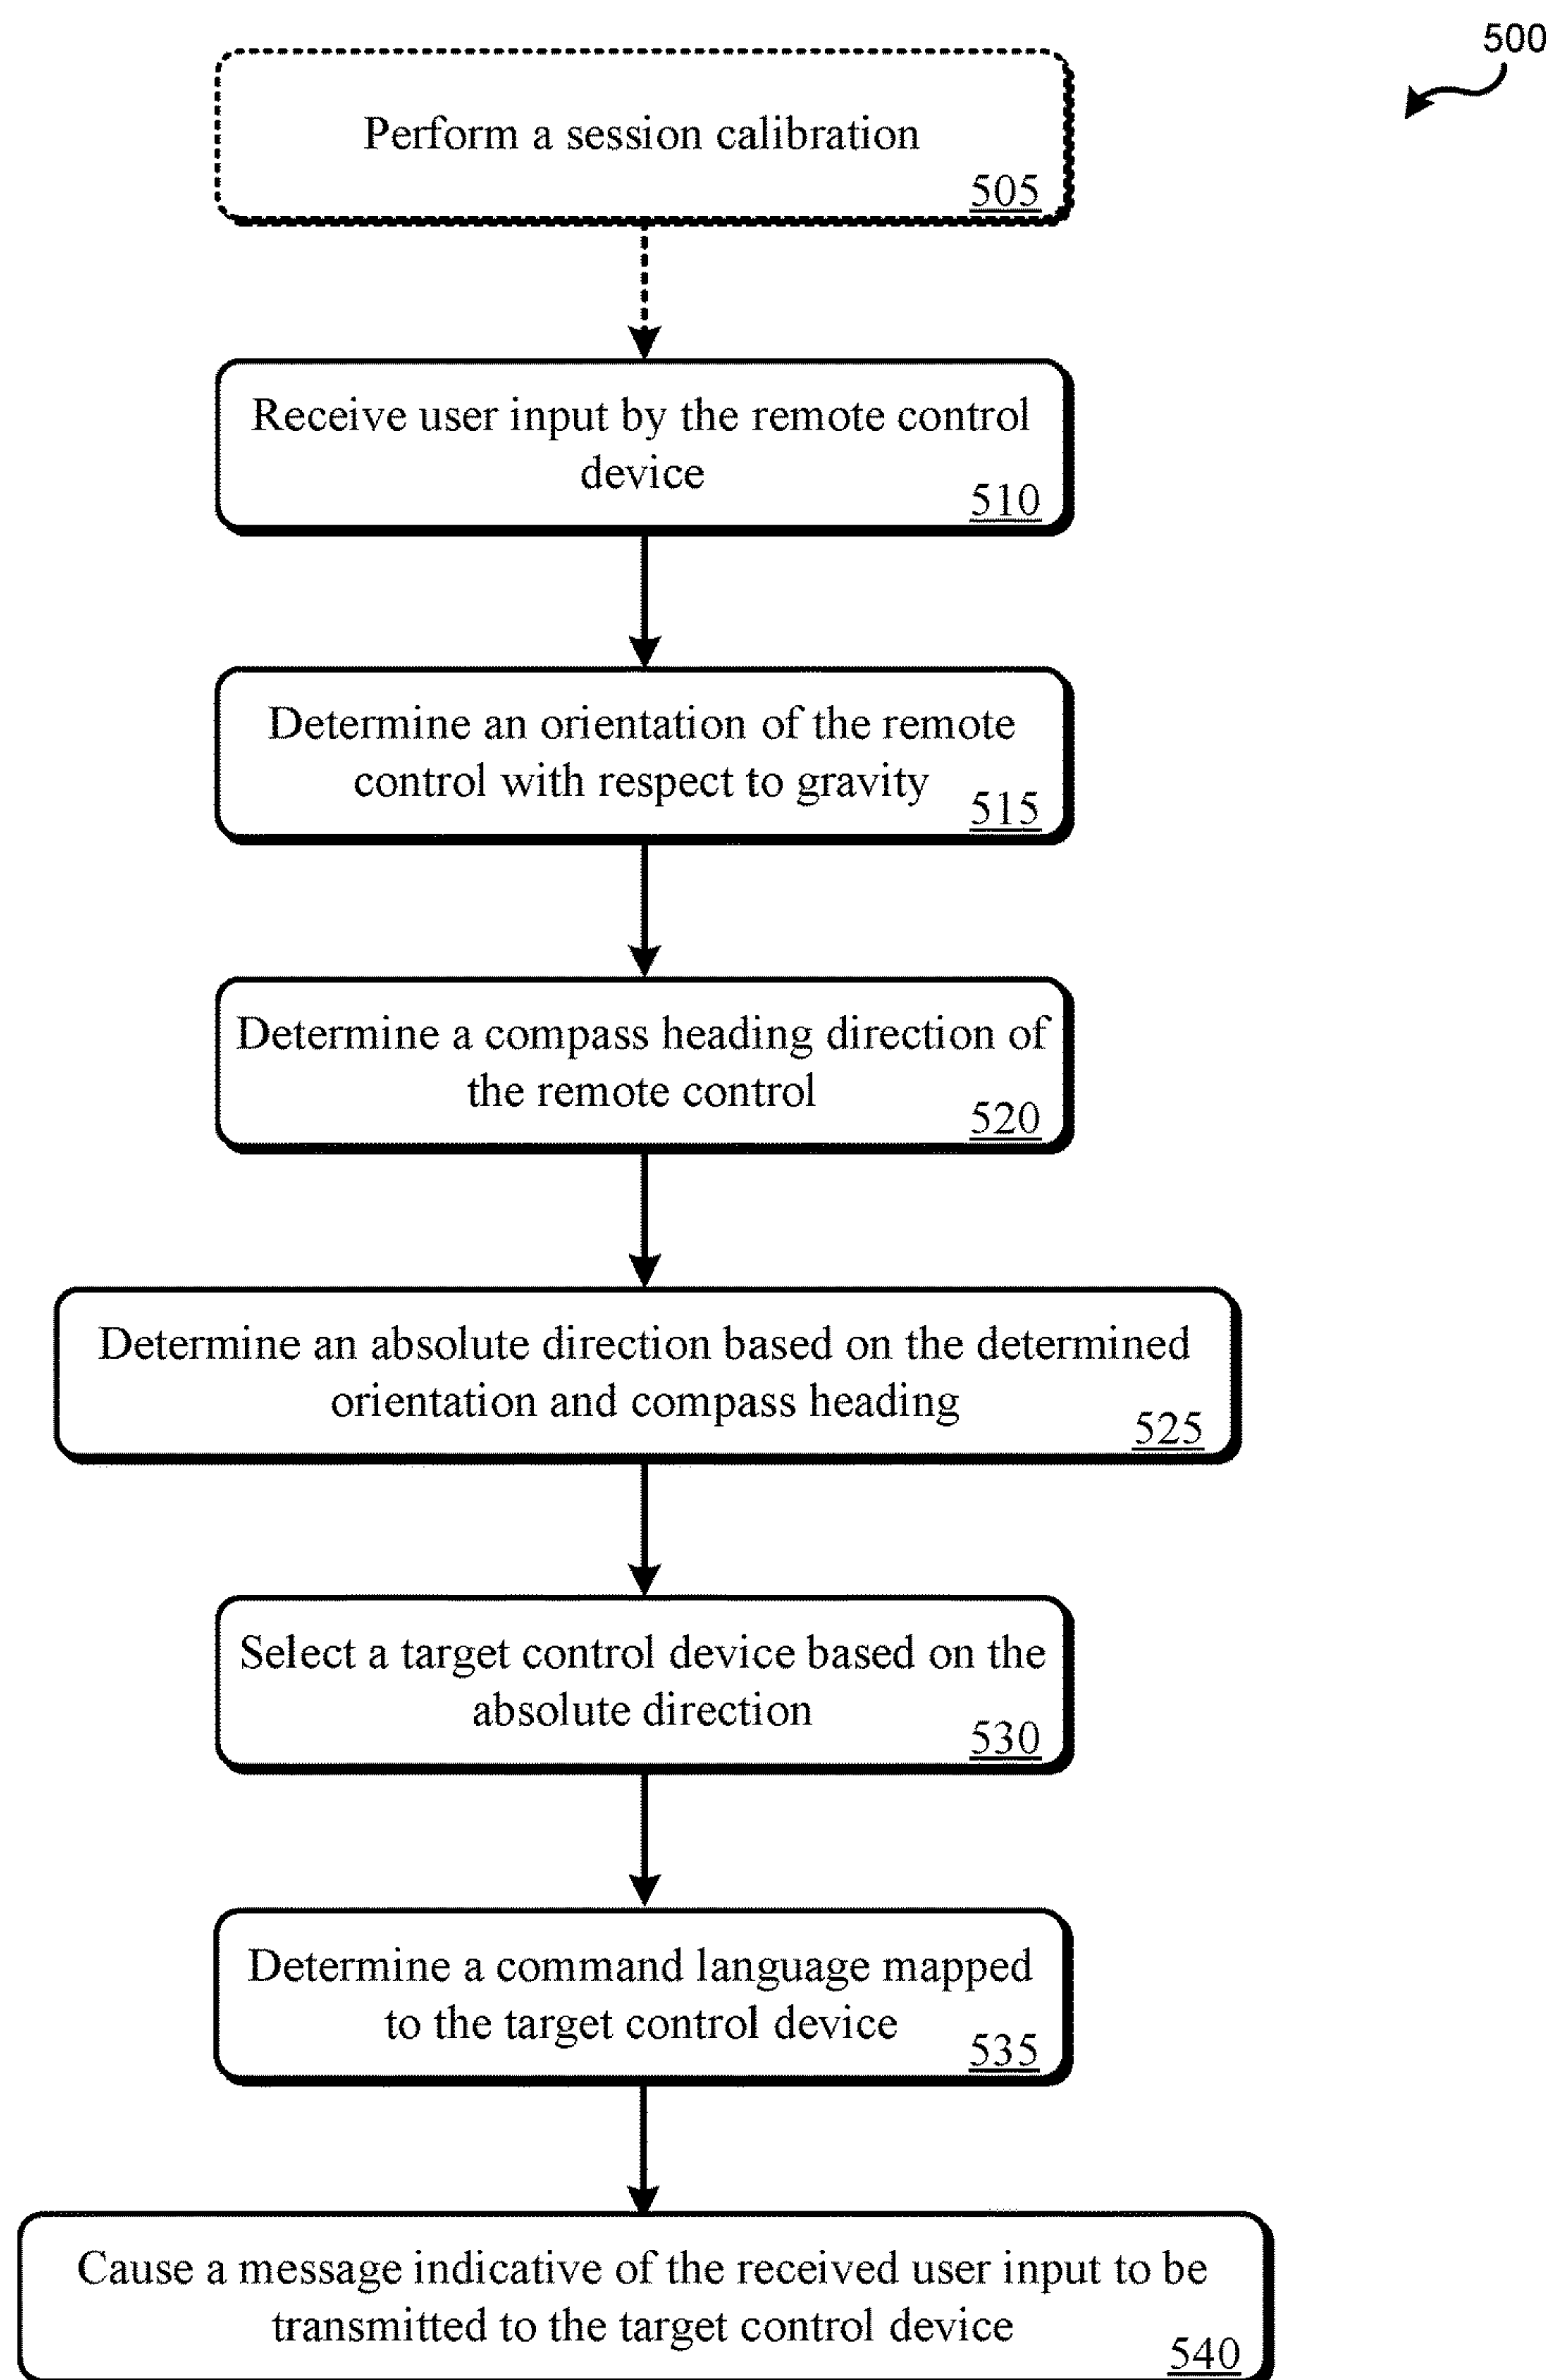 500
Perform a session calibration
505
Receive user input by the remote control
device
510
Determine an orientation of the remote
control with respect to gravity
515
Determine a compass heading direction of
the remote control
520
Determine an absolute direction based on the determined
orientation and compass heading
525
Select a target control device based on the
absolute direction
530
Determine a command language mapped
to the target control device
535
Cause a message indicative of the received user input to be
transmitted to the target control device
540